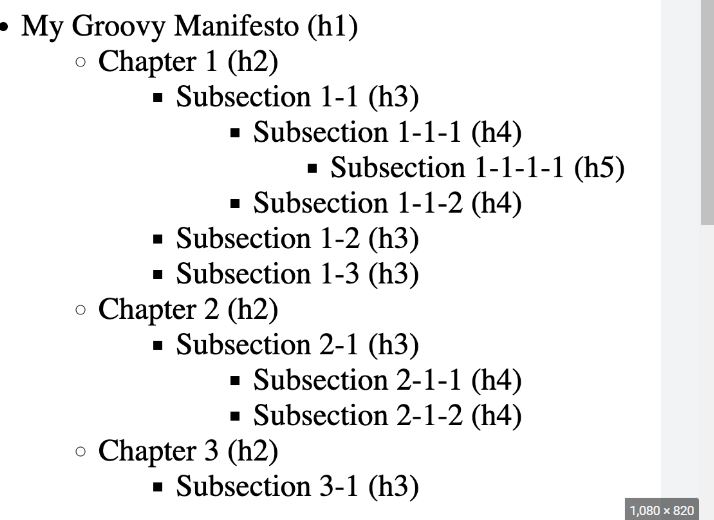 My Groovy Manifesto (h1)
Chapter 1 (h2)
Subsection 1-1 (h3)
Subsection 1-1-1 (h4)
Subsection 1-1-1-1 (h5)
Subsection 1-1-2 (h4)
Subsection 1-2 (h3)
Subsection 1-3 (h3)
Chapter 2 (h2)
Subsection 2-1 (h3)
Subsection 2-1-1 (h4)
Subsection 2-1-2 (h4)
Chapter 3 (h2)
Subsection 3-1 (h3)
1,080 × 820